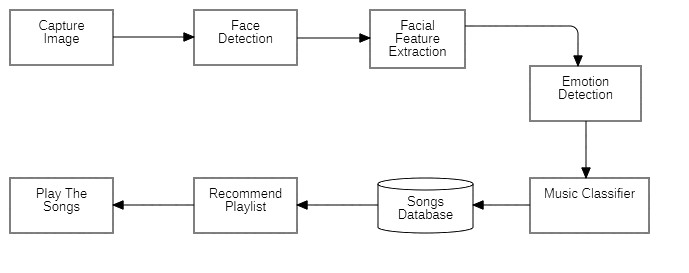 Capture
Image
Face
Detection
Facial
Feature
Extraction
Emotion
Detection
Play The
Songs
Recommend
Playlist
Songs
Database
Music Classifier